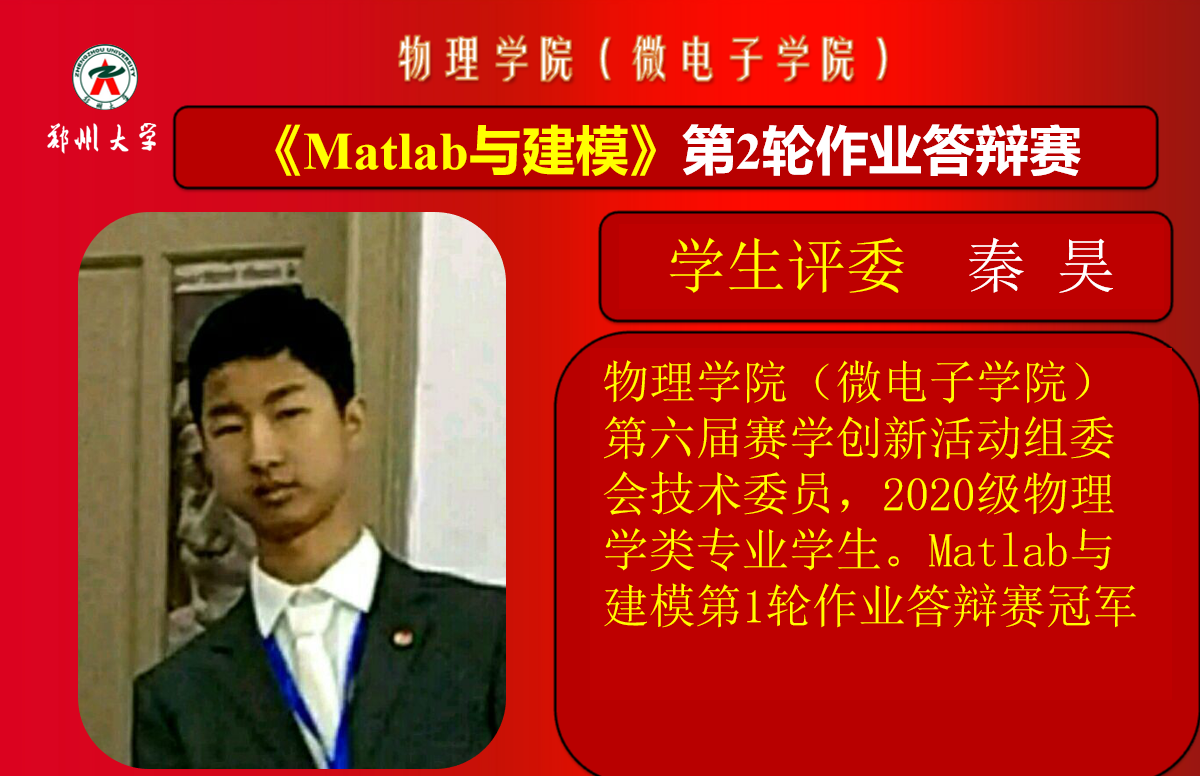 物理学院（微电子学院）
ZHENGZHOU UNIVERSITY
郑州大学
《Matlab与建模》第2轮作业答辩赛
学生评委 秦 昊
物理学院（微电子学院）
第六届赛学创新活动组委
会技术委员，2020级物理
学类专业学生。Matlab与
建模第1轮作业答辩赛冠军